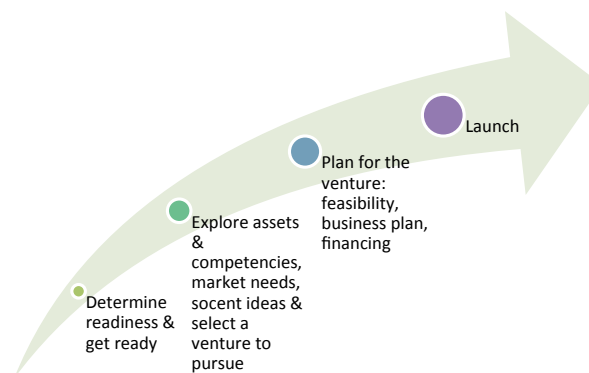 Determine
readiness &
get ready
Explore assets
&
competencies,
market needs,
socent ideas &
select a
venture to
pursue
Plan for the
venture:
feasibility,
business plan,
financing
Launch